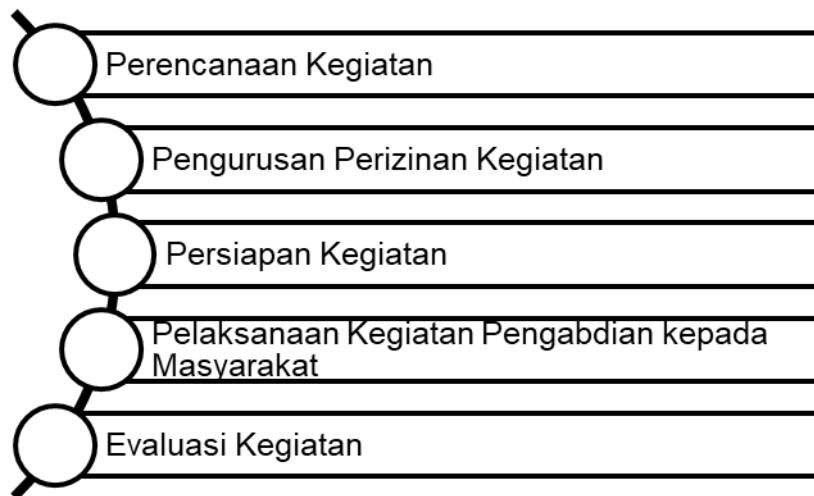 Perencanaan Kegiatan
Pengurusan Perizinan Kegiatan
Persiapan Kegiatan
Pelaksanaan Kegiatan Pengabdian kepada
Masyarakat
Evaluasi Kegiatan